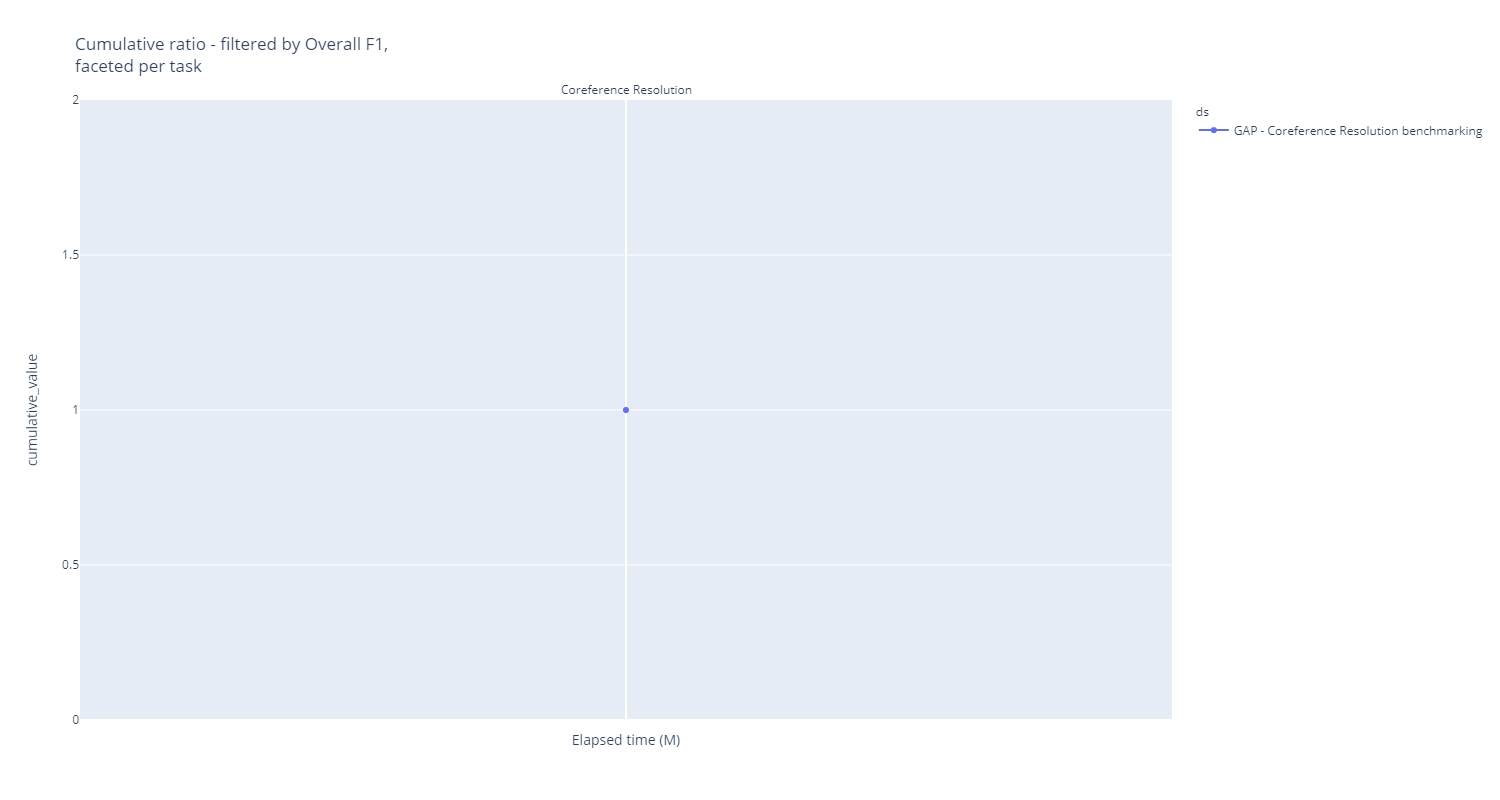 Cumulative ratio - filtered by Overall F1,
faceted per task
Coreference Resolution
2
1.5
1
0.5
0
cumulative_value
Elapsed time (M)
ds
GAP - Coreference Resolution benchmarking